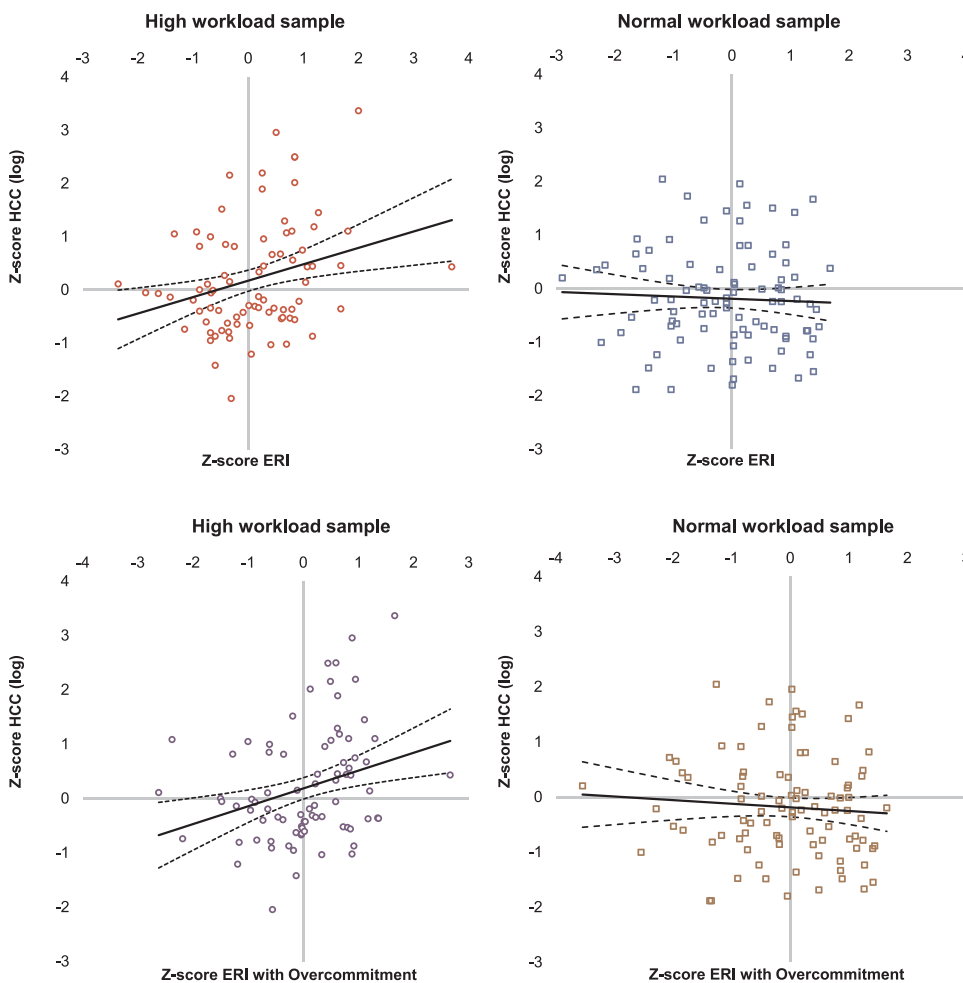 High workload sample
-3 -2 -1 0 1 2 3 4
4
3
2
1
0
-1
-2
-3
Z-score HCC (log)
Z-score ERI
Normal workload sample
-3 -2 -1 0 1 2 3 4
4
3
2
1
0
-1
-2
-3
Z-score HCC (log)
Z-score ERI
High workload sample
-3 -2 -1 0 1 2 3
4
3
2
1
0
-1
-2
-3
Z-score HCC (log)
Z-score ERI with Overcommitment
Normal workload sample
-4 -3 -2 -1 0 1 2 3
4
3
2
1
0
-1
-2
-3
Z-score HCC (log)
Z-score ERI with Overcommitment